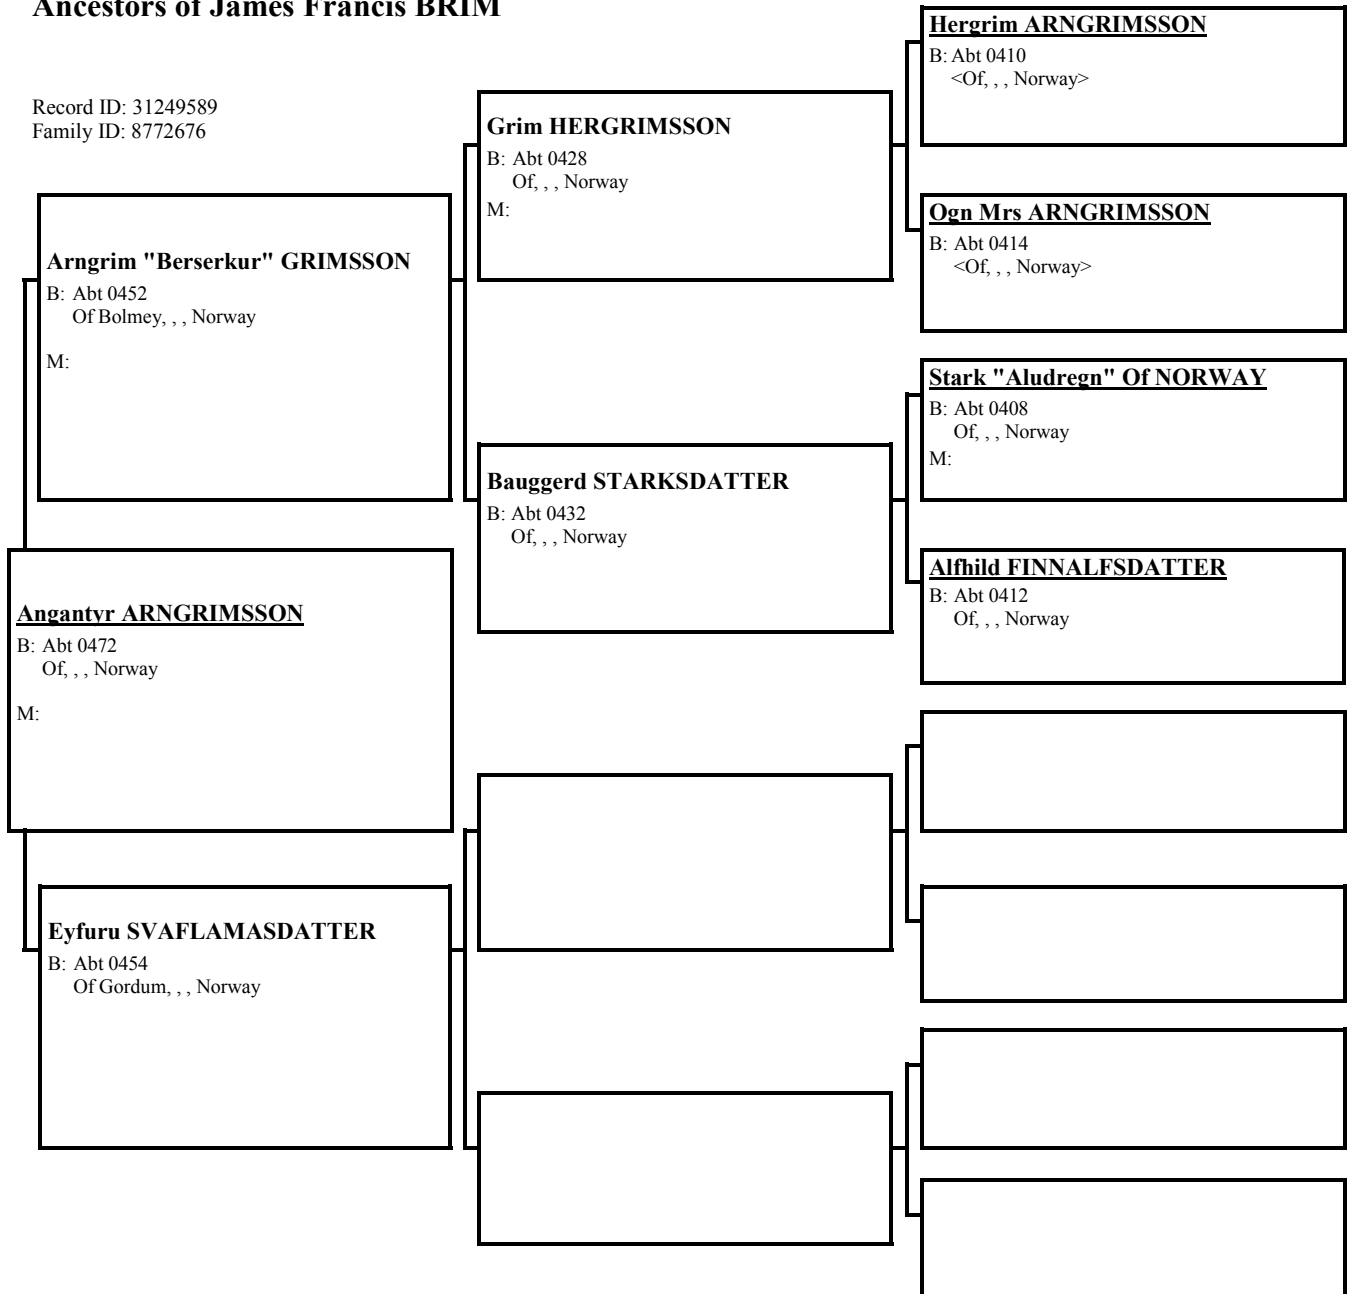 Ancestors of James Francis BRIM
Record ID: 31249589
Family ID: 8772676
Hergrim ARNGRIMSSON
B: Abt 0410
<Of, , , Norway>
Grim HERGRIMSSON
B: Abt 0428
Of, , , Norway
M:
Ogn Mrs ARNGRIMSSON
B: Abt 0414
<Of, , , Norway>
Arngrim "Berserkur" GRIMSSON
B: Abt 0452
Of Bolmey, , , Norway
M:
Stark "Aludregn" Of NORWAY
B: Abt 0408
Of, , , Norway
M:
Bauggerd STARKSDATTER
B: Abt 0432
Of, , , Norway
Alfhild FINNALFSDATTER
B: Abt 0412
Of, , , Norway
Angantyr ARNGRIMSSON
B: Abt 0472
Of, , , Norway
M:
Eyfuru SVAFLAMASDATTER
B: Abt 0454
Of Gordum, , , Norway